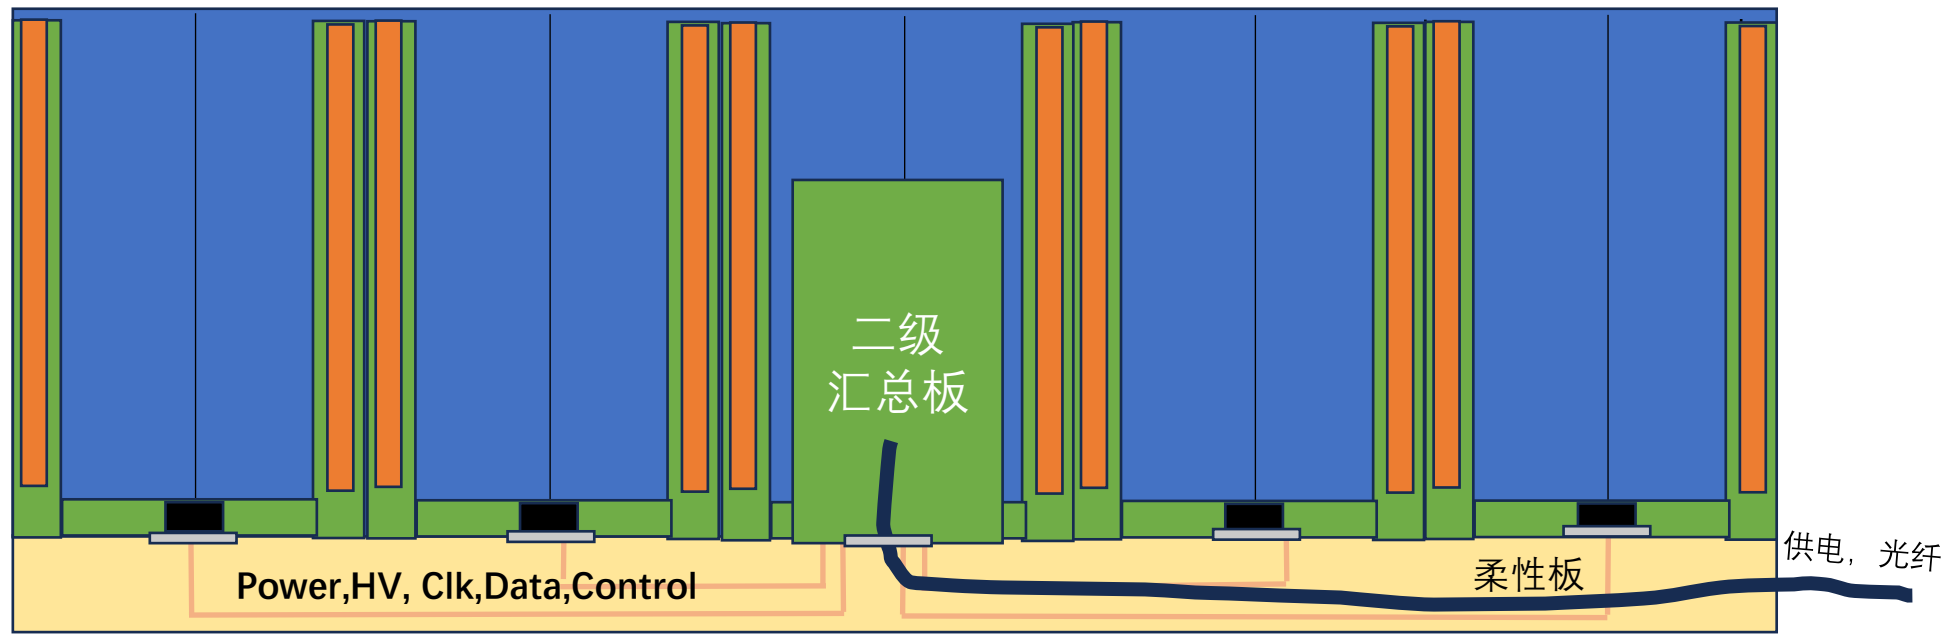 二级
汇总板
Power,HV, Clk,Data,Control
柔性板
供电，光纤